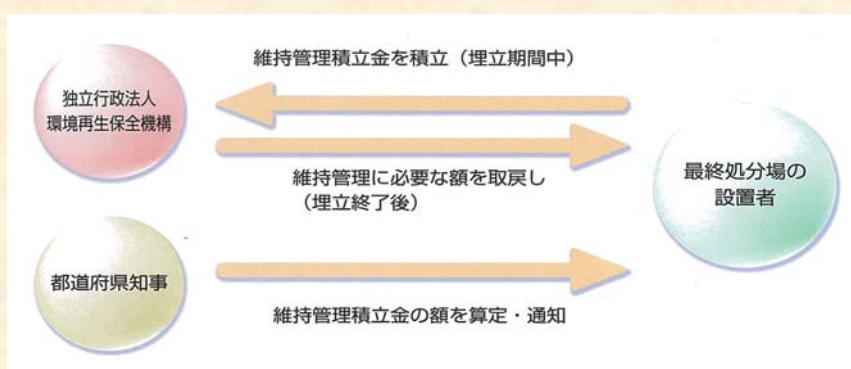 維持管理積立金を積立（埋立期間中）
独立行政法人
環境再生保全機構
維持管理に必要な額を取戻し
（埋立終了後）
最終処分場の
設置者
都道府県知事
維持管理積立金の額を算定・通知